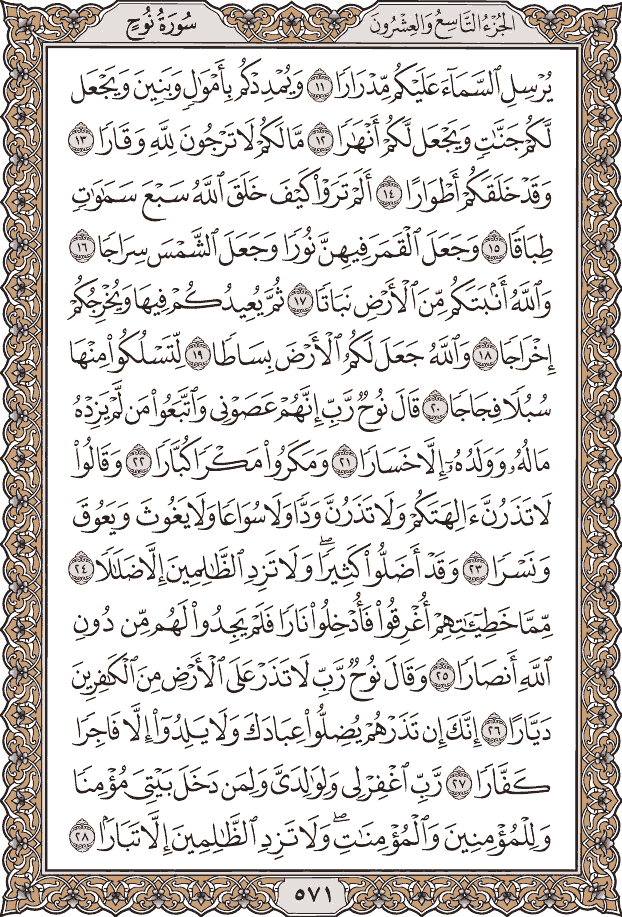 الجُزْءُ التَّاسِعُ وَالعِشْرُونَ
سُورَةُ نُوحٍ
يُرْسِلِ ٱلسَّمَآءَ عَلَيْكُم مِّدْرَارًا ١١ وَيُمْدِدْكُم بِأَمْوَٰلٍ وَبَنِينَ وَيَجْعَل
لَّكُمْ جَنَّٰتٍ وَيَجْعَل لَّكُمْ أَنْهَٰرًا ١٢ مَّا لَكُمْ لَا تَرْجُونَ لِلَّهِ وَقَارًا ١٣
وَقَدْ خَلَقَكُمْ أَطْوَارًا ١٤ أَلَمْ تَرَوْا۟ كَيْفَ خَلَقَ ٱللَّهُ سَبْعَ سَمَٰوَٰتٍ
طِبَاقًا ١٥ وَجَعَلَ ٱلْقَمَرَ فِيهِنَّ نُورًا وَجَعَلَ ٱلشَّمْسَ سِرَاجًا ١٦
وَٱللَّهُ أَنۢبَتَكُم مِّنَ ٱلْأَرْضِ نَبَاتًا ١٧ ثُمَّ يُعِيدُكُمْ فِيهَا وَيُخْرِجُكُمْ
إِخْرَاجًا ١٨ وَٱللَّهُ جَعَلَ لَكُمُ ٱلْأَرْضَ بِسَاطًا ١٩ لِّتَسْلُكُوا۟ مِنْهَا
سُبُلًا فِجَاجًا ٢٠ قَالَ نُوحٌ رَّبِّ إِنَّهُمْ عَصَوْنِى وَٱتَّبَعُوا۟ مَن لَّمْ يَزِدْهُ
مَالُهُۥ وَوَلَدُهُۥٓ إِلَّا خَسَارًا ٢١ وَمَكَرُوا۟ مَكْرًا كُبَّارًا ٢٢ وَقَالُوا۟
لَا تَذَرُنَّ ءَالِهَتَكُمْ وَلَا تَذَرُنَّ وَدًّا وَلَا سُوَاعًا وَلَا يَغُوثَ وَيَعُوقَ
وَنَسْرًا ٢٣ وَقَدْ أَضَلُّوا۟ كَثِيرًا ۖ وَلَا تَزِدِ ٱلظَّٰلِمِينَ إِلَّا ضَلَٰلًا ٢٤
مِّمَّا خَطِيٓـَٰٔتِهِمْ أُغْرِقُوا۟ فَأُدْخِلُوا۟ نَارًا فَلَمْ يَجِدُوا۟ لَهُم مِّن دُونِ
ٱللَّهِ أَنصَارًا ٢٥ وَقَالَ نُوحٌ رَّبِّ لَا تَذَرْ عَلَى ٱلْأَرْضِ مِنَ ٱلْكَٰفِرِينَ
دَيَّارًا ٢٦ إِنَّكَ إِن تَذَرْهُمْ يُضِلُّوا۟ عِبَادَكَ وَلَا يَلِدُوٓا۟ إِلَّا فَاجِرًا
كَفَّارًا ٢٧ رَّبِّ ٱغْفِرْ لِى وَلِوَٰلِدَىَّ وَلِمَن دَخَلَ بَيْتِىَ مُؤْمِنًا
وَلِلْمُؤْمِنِينَ وَٱلْمُؤْمِنَٰتِ ۖ وَلَا تَزِدِ ٱلظَّٰلِمِينَ إِلَّا تَبَارًۢا ٢٨
٥٧١